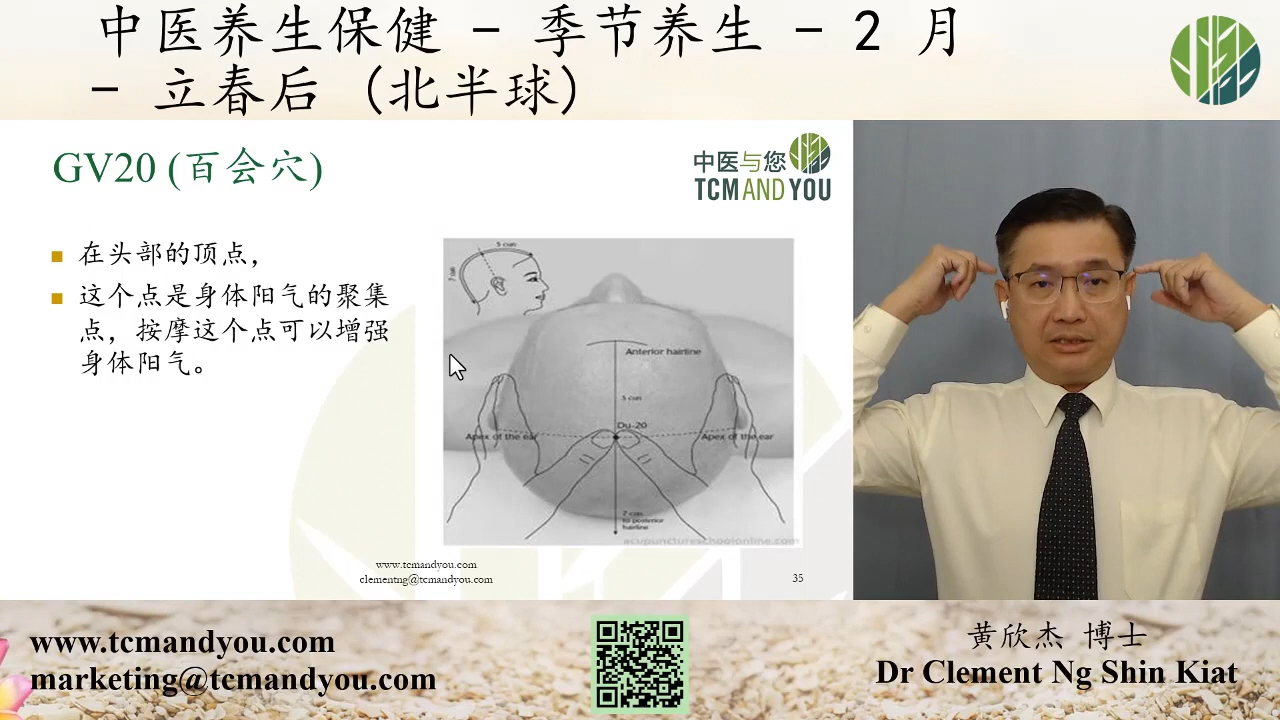 中医养生保健 - 季节养生 - 2 月
- 立春后 (北半球)
GV20 (百会穴)
中医与您
TCM AND YOU
在头部的顶点，
这个点是身体阳气的聚集
点，按摩这个点可以增强
身体阳气。
5 cun
7 cun
Anterior hairline
5 cun
Du-20
Apex of the ear
Apex of the ear
7 cun
to posterior
hairline
acupunctureschoolonline.com
www.tcmandyou.com
clementng@tcmandyou.com
35
www.tcmandyou.com
marketing@tcmandyou.com
黄欣杰 博士
Dr Clement Ng Shin Kiat